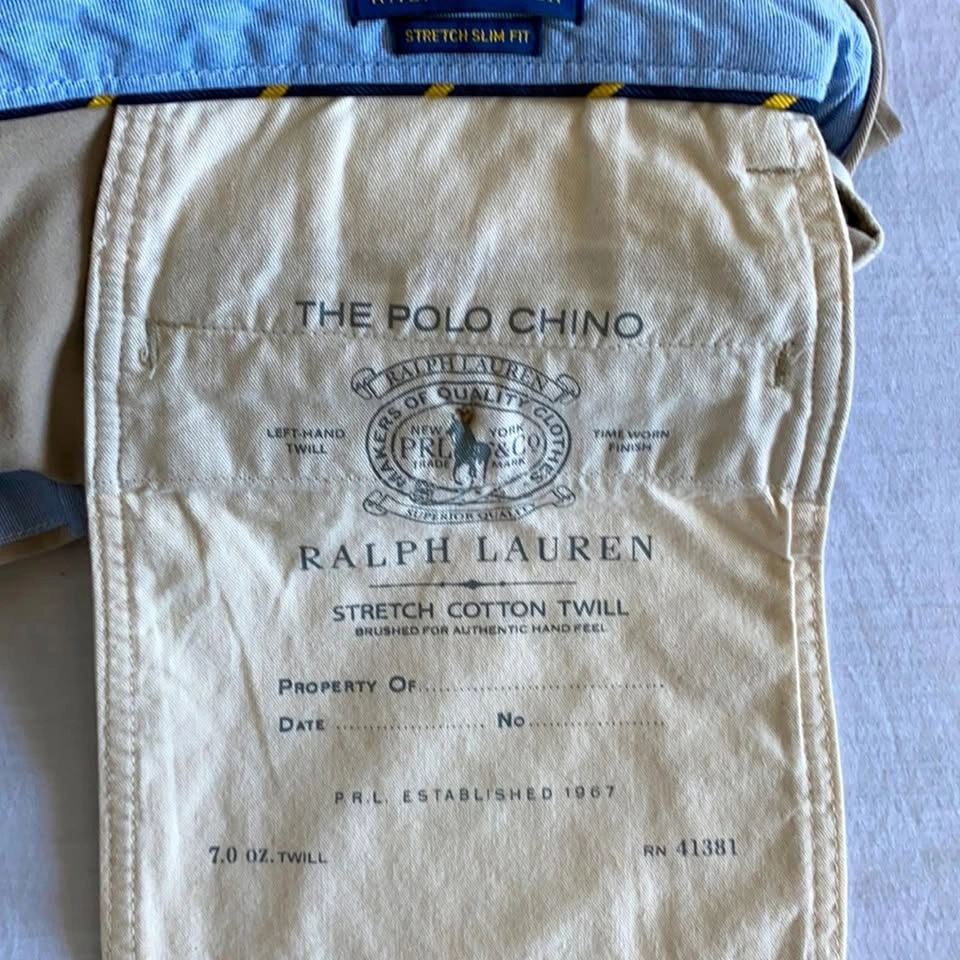 STRETCH SLIM FIT
THE POLO CHINO
RALPH LAUREN
MAKERS OF QUALITY CLOTHES
LEFT-HAND
TWILL
NEW YORK
PRL &Co
TRADE MARK
TIME WORN
FINISH
SUPERIOR QUALITY
RALPH LAUREN
STRETCH COTTON TWILL
BRUSHED FOR AUTHENTIC HAND FEEL
PROPERTY OF
DATE No
P.R.L. ESTABLISHED 1967
7.0 OZ. TWILL RN 41381